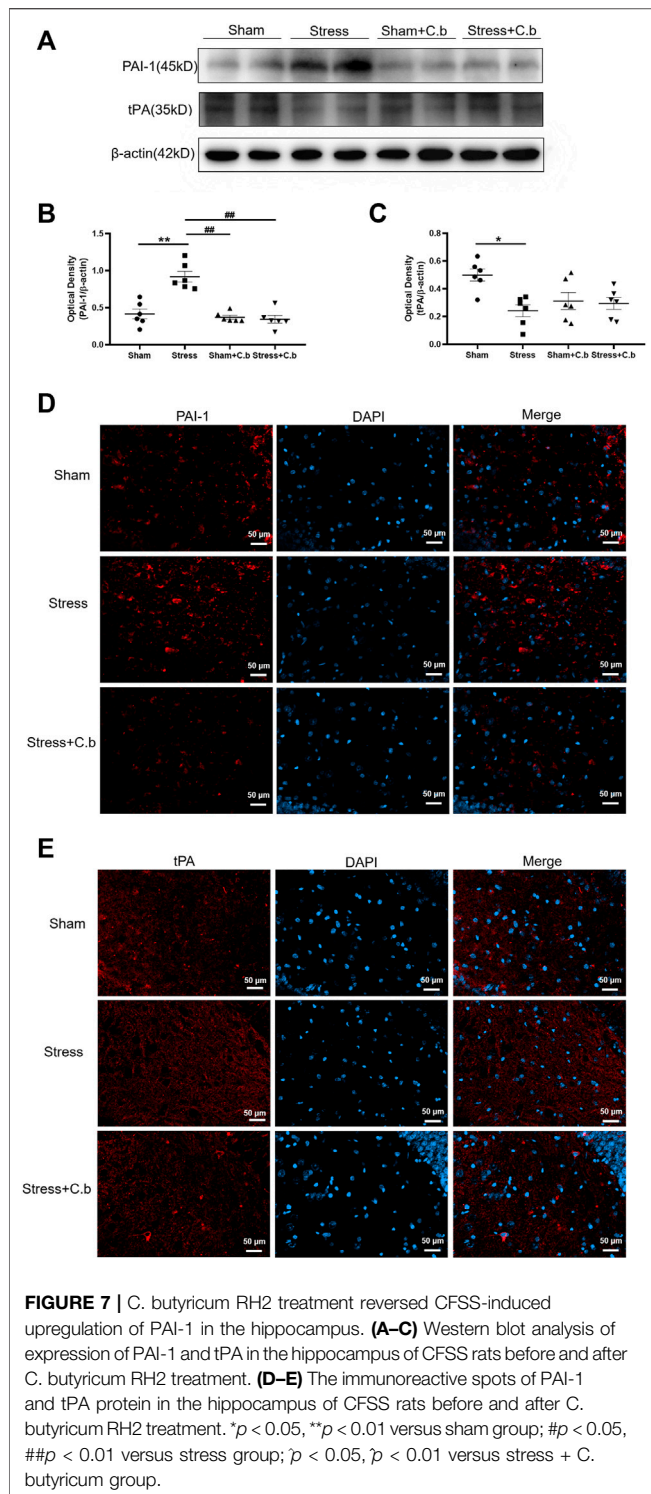 A
Sham Stress Sham+C.b Stress+C.b
PAI-1(45kD)
tPA(35kD)
β-actin(42kD)
B
Optical Density
(PAI-1/β-actin)
1.5
1.0
0.5
0.0
** ## ##
Sham Stress Sham+C.b Stress+C.b
C
Optical Density
(tPA/β-actin)
0.8
0.6
0.4
0.2
0.0
*
Sham Stress Sham+C.b Stress+C.b
D
PAI-1 DAPI Merge
Sham
50 µm 50 µm 50 µm
Stress
50 µm 50 µm 50 µm
Stress+C.b
50 µm 50 µm 50 µm
E
tPA DAPI Merge
Sham
50 µm 50 µm 50 µm
Stress
50 µm 50 µm 50 µm
Stress+C.b
50 µm 50 µm 50 µm
FIGURE 7 | C. butyricum RH2 treatment reversed CFSS-induced
upregulation of PAI-1 in the hippocampus. (A–C) Western blot analysis of
expression of PAI-1 and tPA in the hippocampus of CFSS rats before and after
C. butyricum RH2 treatment. (D–E) The immunoreactive spots of PAI-1
and tPA protein in the hippocampus of CFSS rats before and after C.
butyricum RH2 treatment. *p < 0.05, **p < 0.01 versus sham group; #p < 0.05,
##p < 0.01 versus stress group; p̂ < 0.05, p̂ < 0.01 versus stress + C.
butyricum group.